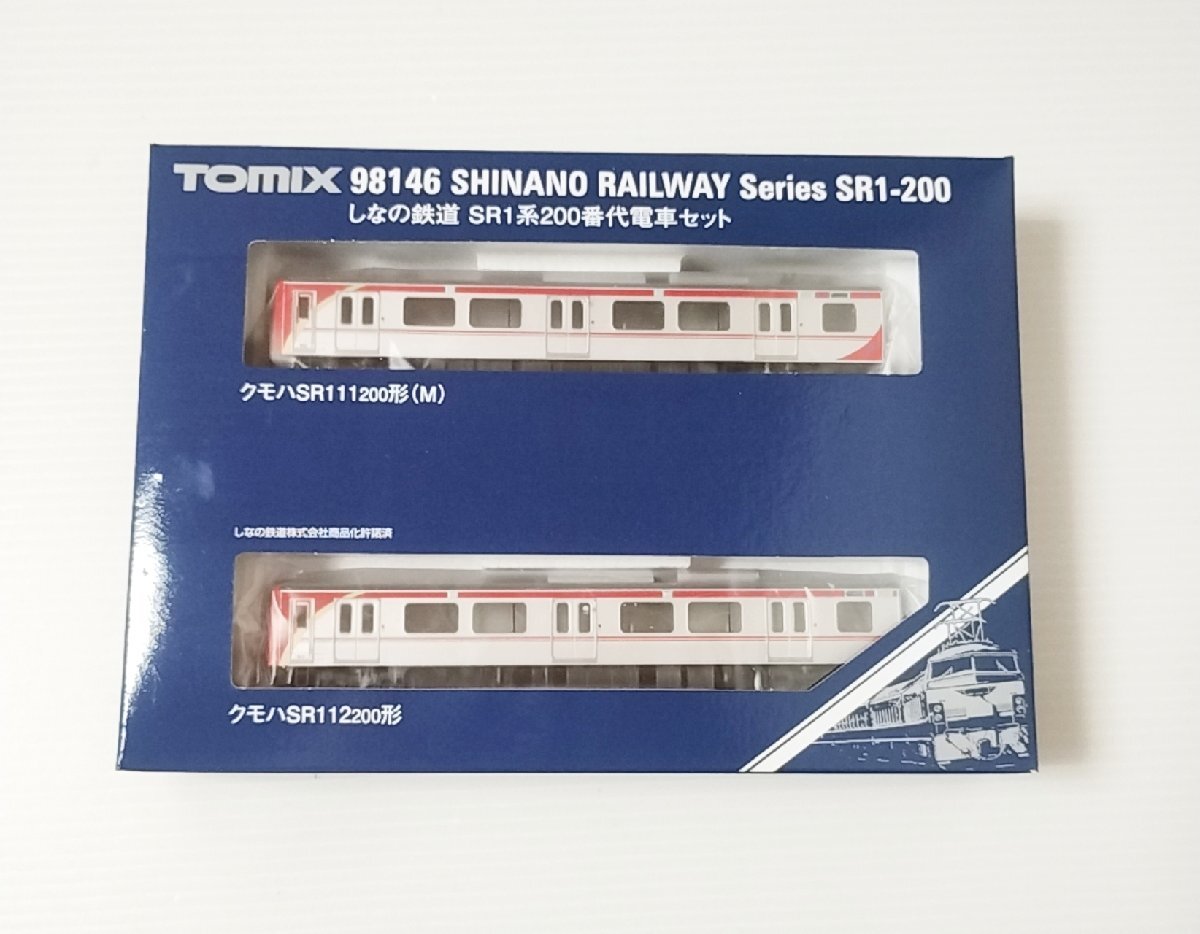 TOMIX 98146 SHINANO RAILWAY Series SR1-200
しなの鉄道 SR1系200番代電車セット
クモハSR111200形(M)
しなの鉄道株式会社商品化許諾済
クモハSR112200形